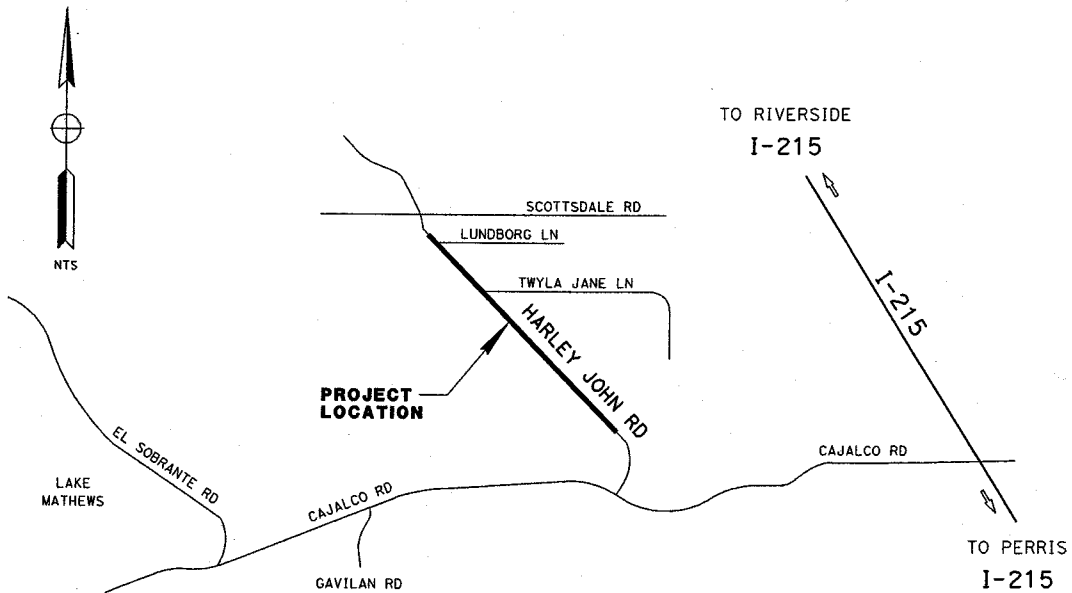 TO RIVERSIDE
I-215
SCOTTSDALE RD
LUNDBORG LN
NTS
TWYLA JANE LN
I-215
HARLEY JOHN RD
PROJECT
LOCATION
EL SOBRANTE RD
CAJALCO RD
LAKE
MATHEWS
CAJALCO RD
TO PERRIS
I-215
GAVILAN RD